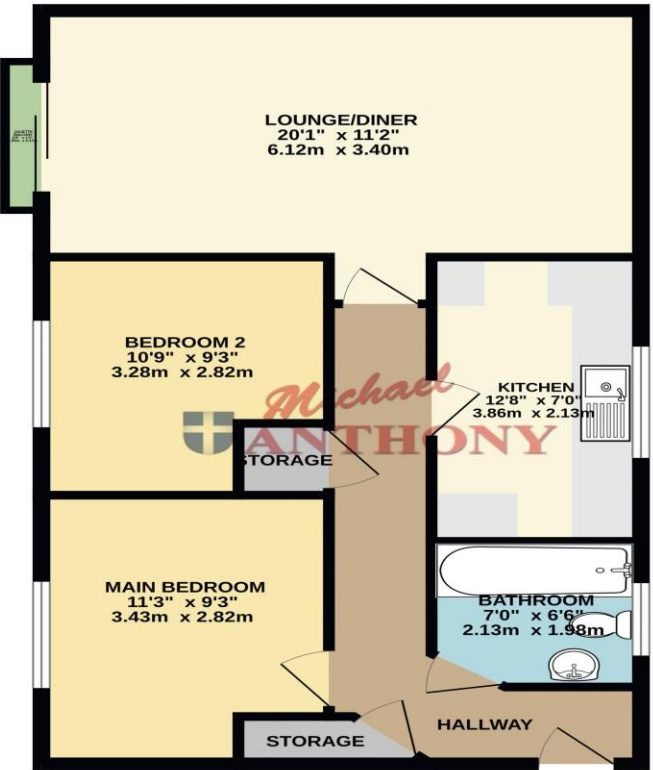 LOUNGE/DINER
20'1" x 11'2"
6.12m x 3.40m
BEDROOM 2
10'9" x 9'3"
3.28m x 2.82m
KITCHEN
12'8" x 7'0"
3.86m x 2.13m
Michael
ANTHONY
STORAGE
MAIN BEDROOM
11'3" x 9'3"
3.43m x 2.82m
BATHROOM
7'0" x 6'6"
2.13m x 1.98m
HALLWAY
STORAGE